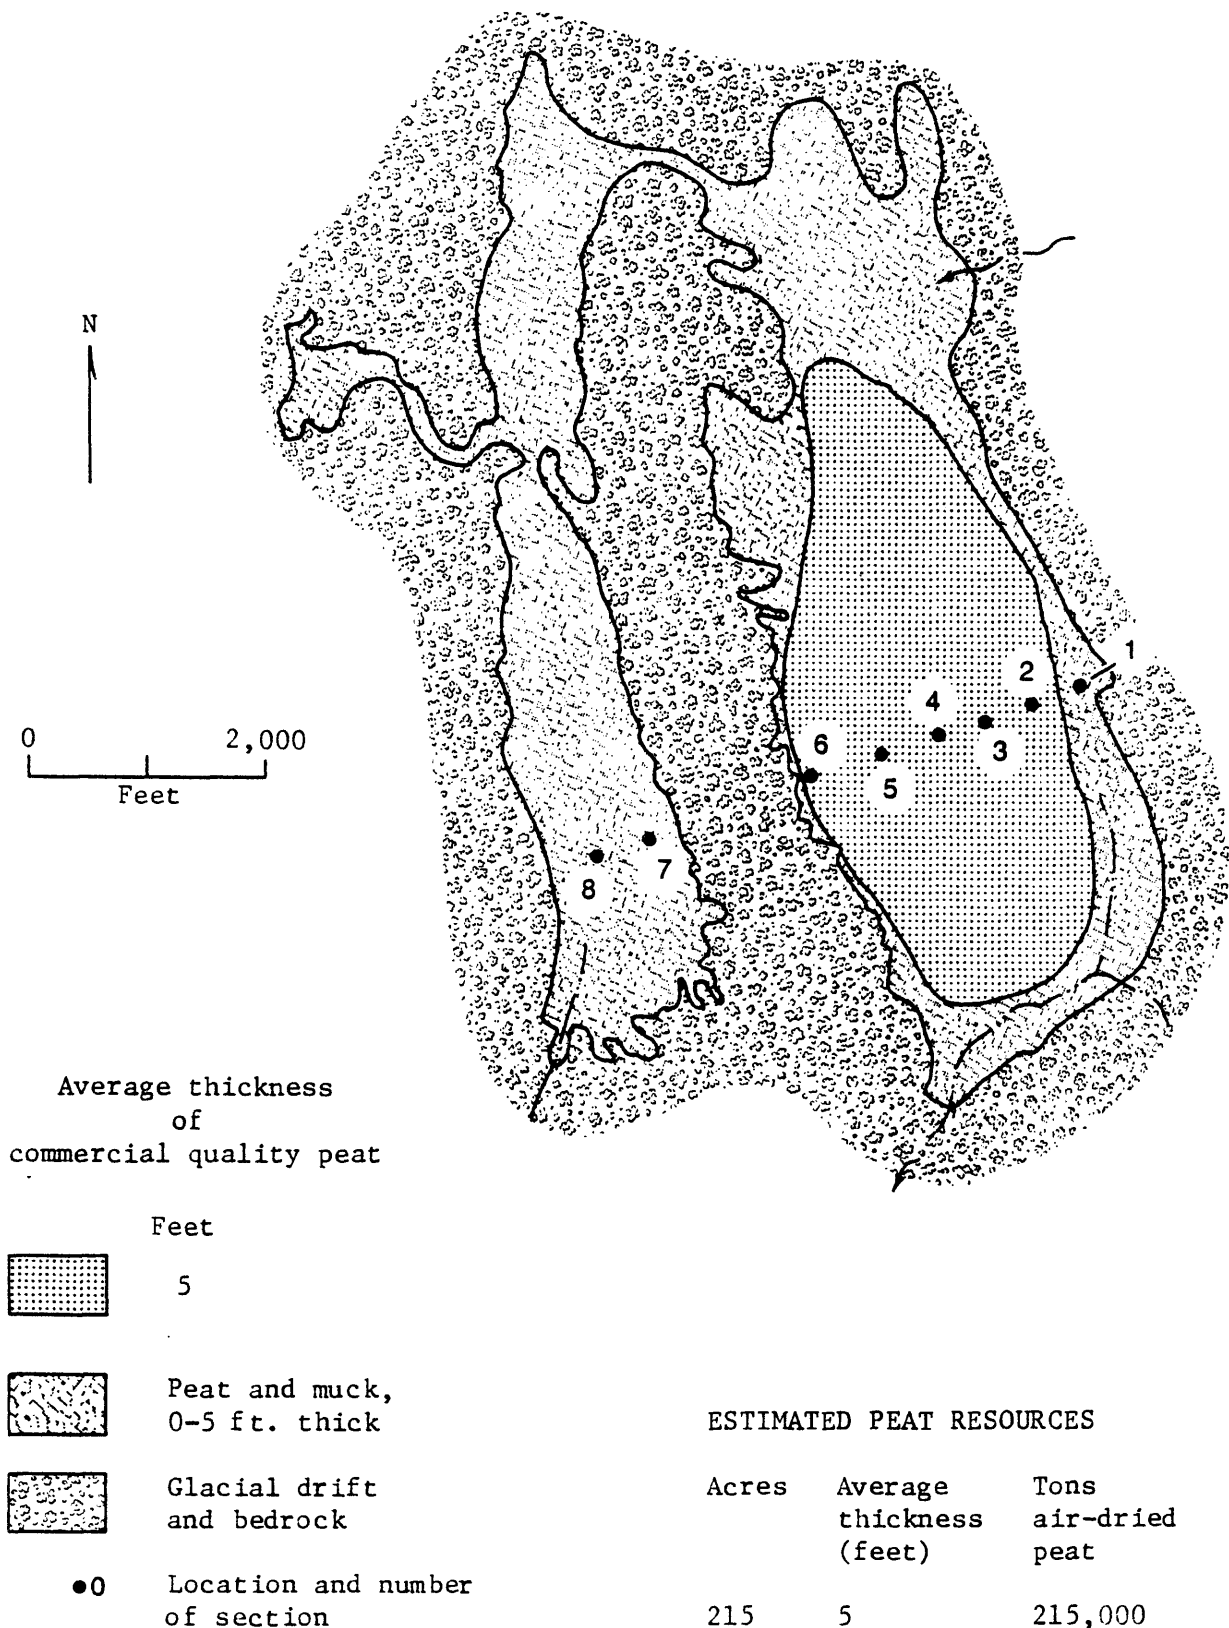 N
0 2,000
Feet
1
2
4
3
6
5
7
8
Average thickness
of
commercial quality peat
Feet
5
Peat and muck,
0-5 ft. thick
Glacial drift
and bedrock
0 Location and number
of section
ESTIMATED PEAT RESOURCES
Acres Average Tons
thickness air-dried
(feet) peat
215 5 215,000